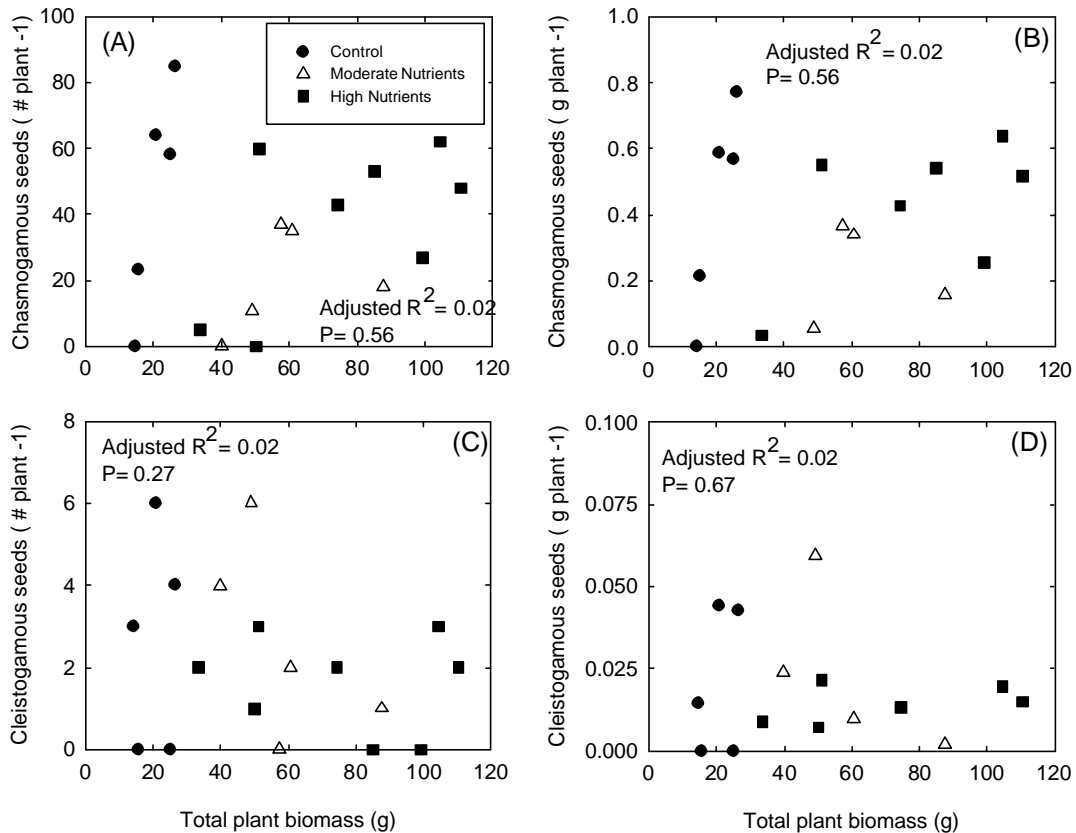 (A)
Control
Moderate Nutrients
High Nutrients
Adjusted R2 = 0.02
P= 0.56
Chasmogamous seeds ( # plant -1)
100
80
60
40
20
0
0 20 40 60 80 100 120
(B)
Adjusted R2 = 0.02
P= 0.56
Chasmogamous seeds ( g plant -1)
1.0
0.8
0.6
0.4
0.2
0.0
0 20 40 60 80 100 120
(C)
Adjusted R2 = 0.02
P= 0.27
Cleistogamous seeds ( # plant -1)
8
6
4
2
0
0 20 40 60 80 100 120
Total plant biomass (g)
(D)
Adjusted R2 = 0.02
P= 0.67
Cleistogamous seeds ( g plant -1)
0.100
0.075
0.050
0.025
0.000
0 20 40 60 80 100 120
Total plant biomass (g)